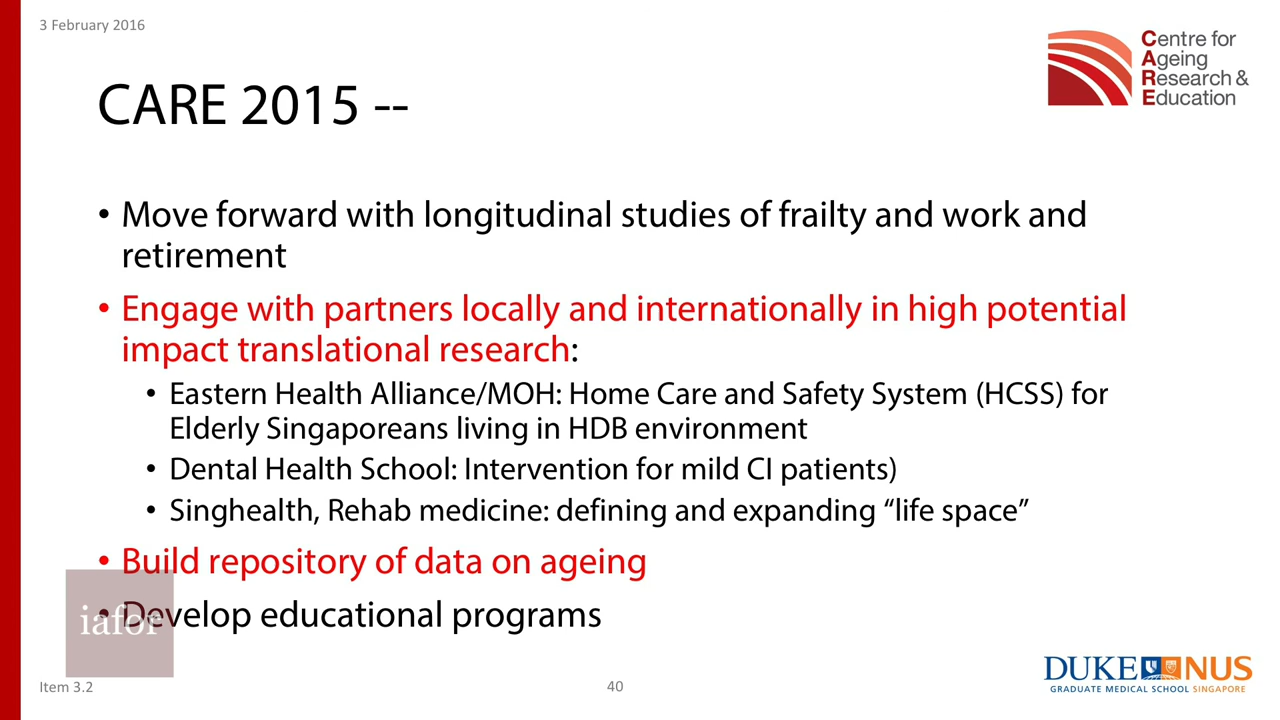 3 February 2016
Centre for
Ageing
Research &
Education
CARE 2015 --
• Move forward with longitudinal studies of frailty and work and
retirement
• Engage with partners locally and internationally in high potential
impact translational research:
• Eastern Health Alliance/MOH: Home Care and Safety System (HCSS) for
Elderly Singaporeans living in HDB environment
• Dental Health School: Intervention for mild CI patients)
• Singhealth, Rehab medicine: defining and expanding “life space”
• Build repository of data on ageing
• Develop educational programs
iafor
Item 3.2
40
DUKE NUS
GRADUATE MEDICAL SCHOOL SINGAPORE